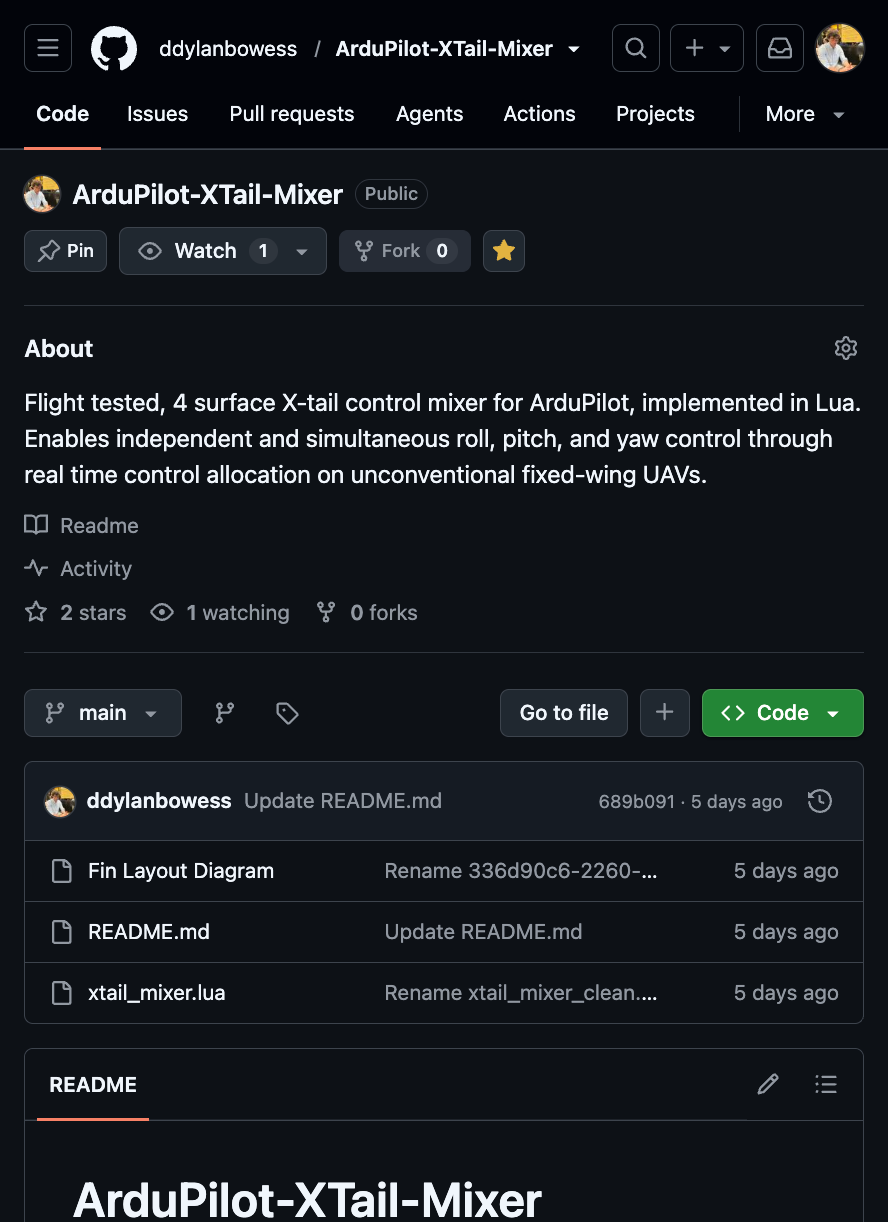 ddylanbowess / ArduPilot-XTail-Mixer
Code Issues Pull requests Agents Actions Projects More
ArduPilot-XTail-Mixer Public
Pin Watch 1 Fork 0
About
Flight tested, 4 surface X-tail control mixer for ArduPilot, implemented in Lua.
Enables independent and simultaneous roll, pitch, and yaw control through
real time control allocation on unconventional fixed-wing UAVs.
Readme
Activity
2 stars 1 watching 0 forks
main Go to file Code
ddylanbowess Update README.md 689b091 · 5 days ago
Fin Layout Diagram Rename 336d90c6-2260-... 5 days ago
README.md Update README.md 5 days ago
xtail_mixer.lua Rename xtail_mixer_clean.... 5 days ago
README
ArduPilot-XTail-Mixer